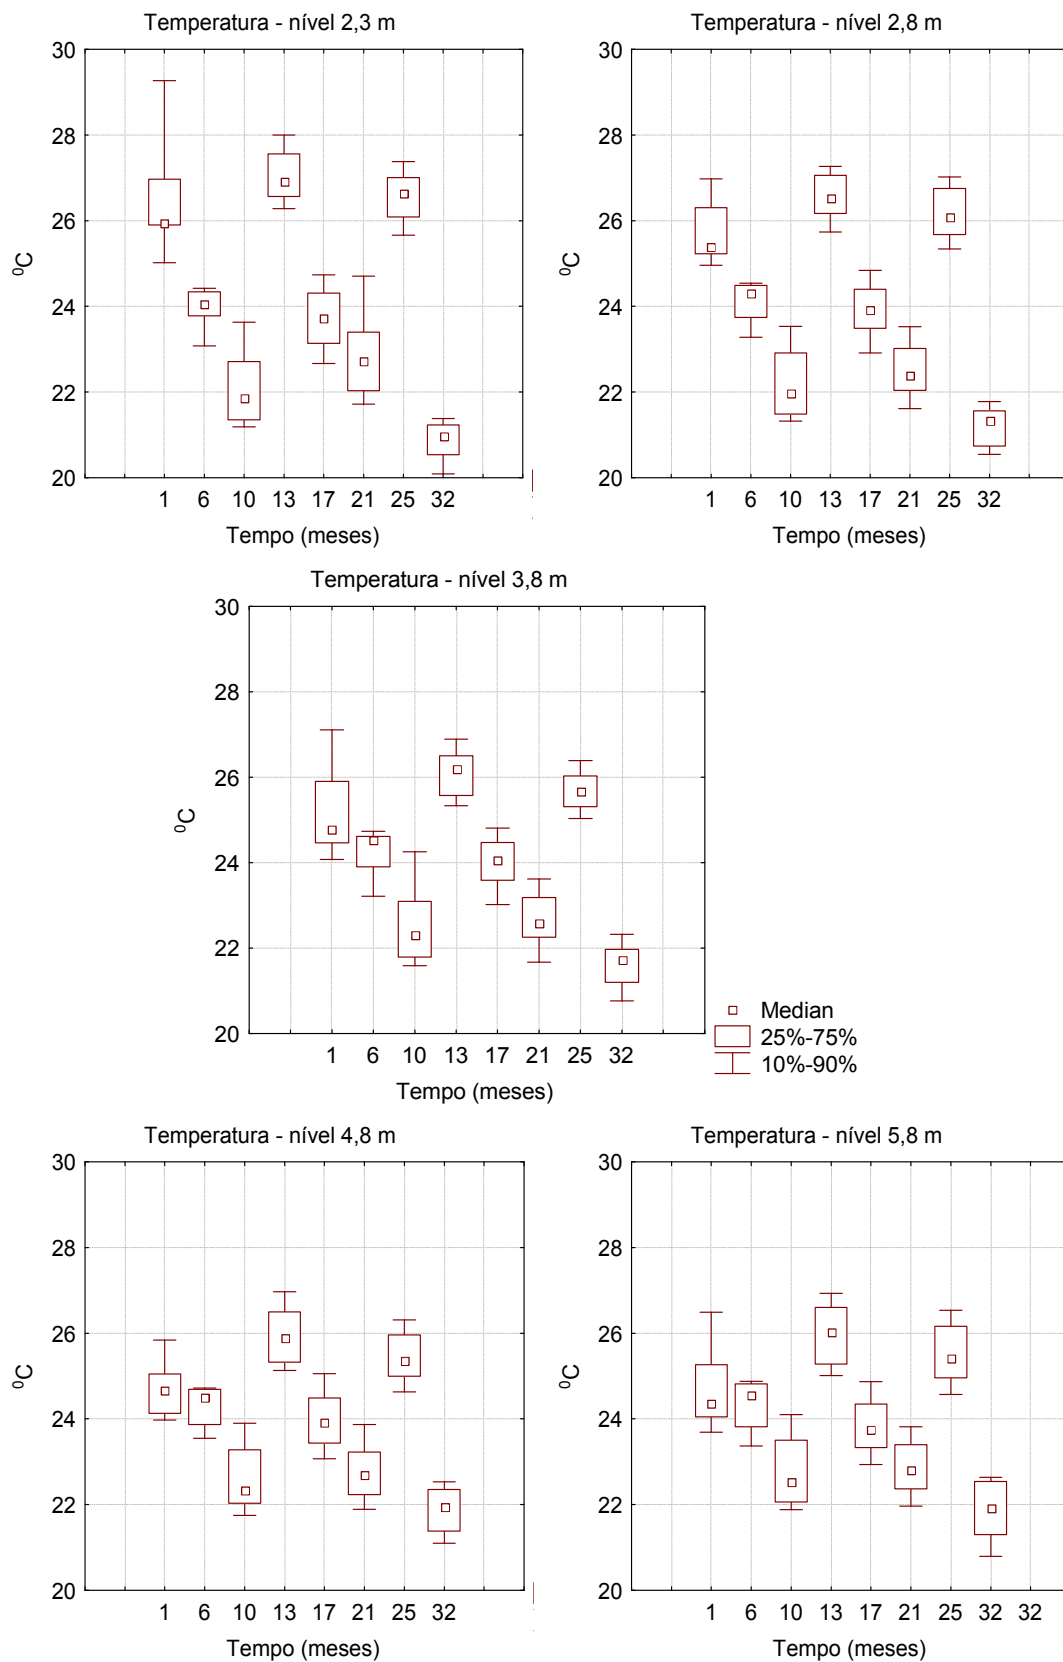 Temperatura - nível 2,3 m
30
28
26
24
22
20
⁰C
1 6 10 13 17 21 25 32
Tempo (meses)
Temperatura - nível 2,8 m
30
28
26
24
22
20
⁰C
1 6 10 13 17 21 25 32
Tempo (meses)
Temperatura - nível 3,8 m
30
28
26
24
22
20
⁰C
1 6 10 13 17 21 25 32
Tempo (meses)
Median
25%-75%
10%-90%
Temperatura - nível 4,8 m
30
28
26
24
22
20
⁰C
1 6 10 13 17 21 25 32
Tempo (meses)
Temperatura - nível 5,8 m
30
28
26
24
22
20
⁰C
1 6 10 13 17 21 25 32 32
Tempo (meses)